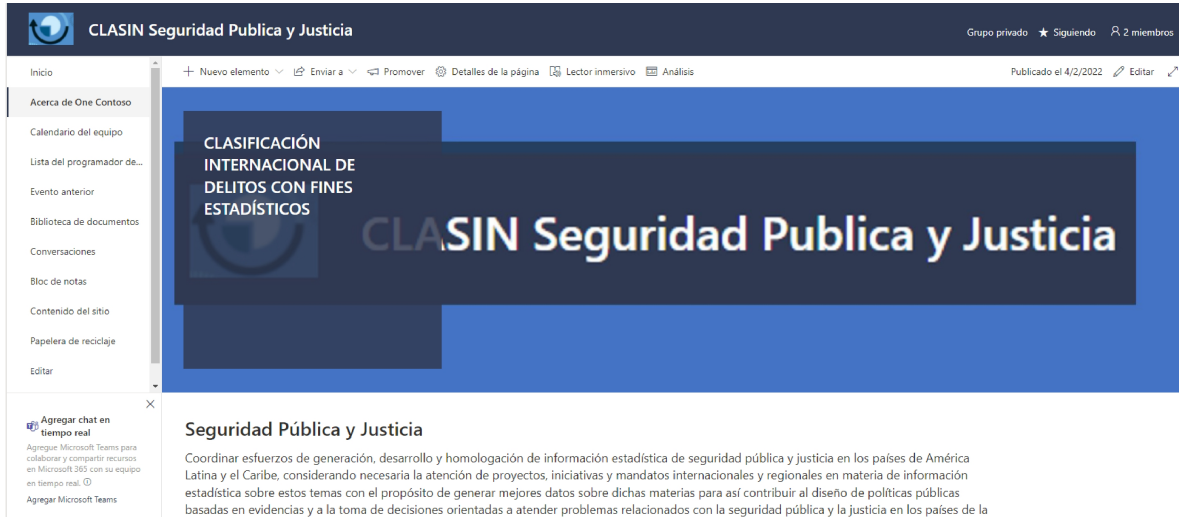 CLASIN Seguridad Publica y Justicia
Grupo privado ★ Siguiendo 2 miembros
Inicio
Acerca de One Contoso
Calendario del equipo
Lista del programador de...
Evento anterior
Biblioteca de documentos
Conversaciones
Bloc de notas
Contenido del sitio
Papelera de reciclaje
Editar
Agregar chat en
tiempo real
Agregue Microsoft Teams para
colaborar y compartir recursos
en Microsoft 365 con su equipo
en tiempo real.
Agregar Microsoft Teams
+ Nuevo elemento Enviar a Promover Detalles de la página Lector inmersivo Análisis
Publicado el 4/2/2022 Editar
CLASIFICACIÓN
INTERNACIONAL DE
DELITOS CON FINES
ESTADÍSTICOS
CLASIN Seguridad Publica y Justicia
Seguridad Pública y Justicia
Coordinar esfuerzos de generación, desarrollo y homologación de información estadística de seguridad pública y justicia en los países de América
Latina y el Caribe, considerando necesaria la atención de proyectos, iniciativas y mandatos internacionales y regionales en materia de información
estadística sobre estos temas con el propósito de generar mejores datos sobre dichas materias para así contribuir al diseño de políticas públicas
basadas en evidencias y a la toma de decisiones orientadas a atender problemas relacionados con la seguridad pública y la justicia en los países de la